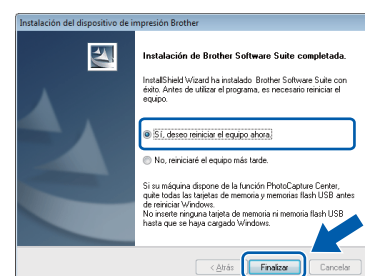 Instalación del dispositivo de impresión Brother
Instalación de Brother Software Suite completada.
InstallShield Wizard ha instalado Brother Software Suite con
éxito. Antes de utilizar el programa, es necesario reiniciar el
equipo.
Sí, deseo reiniciar el equipo ahora.
No, reiniciaré el equipo más tarde.
Si su máquina dispone de la función PhotoCapture Center,
quite todas las tarjetas de memoria y memorias flash USB antes
de reiniciar Windows.
No inserte ninguna tarjeta de memoria ni memoria flash USB
hasta que se haya cargado Windows.
< Atrás Finalizar Cancelar